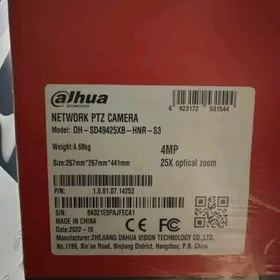 alhua
TECHNOLOGY
6 923172 531544
NETWORK PTZ CAMERA
Model: DH-SD49425XB-HNR-S3
Weight:4.68kg
4MP
Size:267mm*267mm*441mm
25X optical zoom
P/N:
1.0.01.07.14253
S/N:
MADE IN CHINA
Date: 2022-10
Manufacturer: ZHEJIANG DAHUA VISION TECHNOLOGY CO.,LTD.
No.1199, Bin'an Road, Binjiang District, Hangzhou, P.R. China